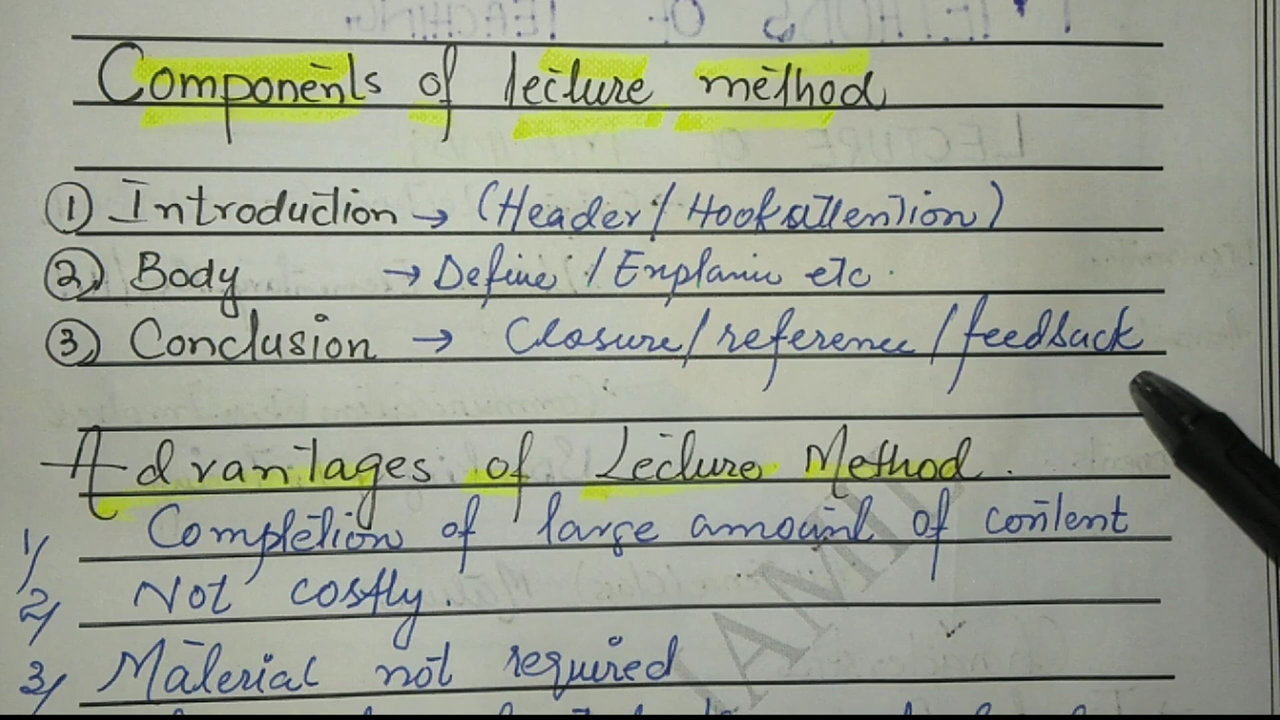 Components of lecture method
① Introduction → (Header / Hook attention)
② Body → Define / Explain etc.
③ Conclusion → Closure / reference / feedback
Advantages of Lecture Method.
1/ Completion of large amount of content
2/ Not costly.
3/ Material not required